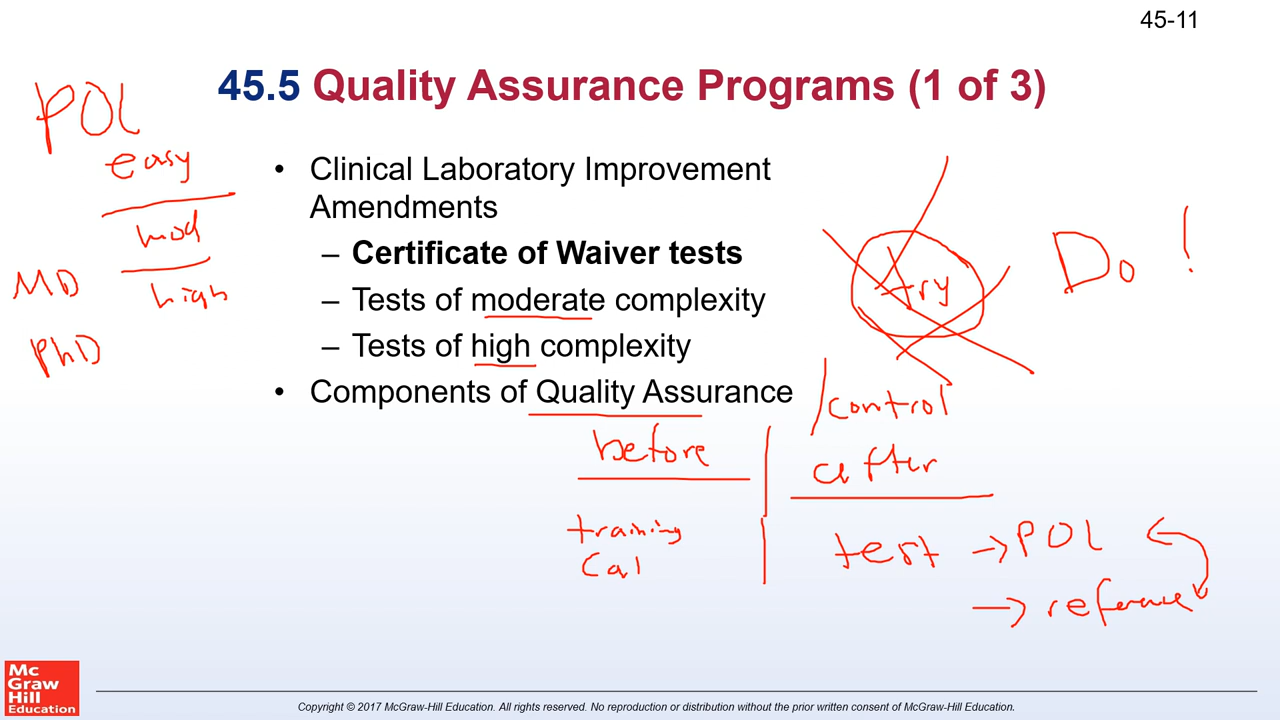 45-11
45.5 Quality Assurance Programs (1 of 3)
POL
easy
mod
high
MD
PhD
• Clinical Laboratory Improvement
Amendments
– Certificate of Waiver tests
– Tests of moderate complexity
– Tests of high complexity
• Components of Quality Assurance
try
Do !
/control
before
after
training
Cal
test → POL
→ reference
Mc
Graw
Hill
Education
Copyright © 2017 McGraw-Hill Education. All rights reserved. No reproduction or distribution without the prior written consent of McGraw-Hill Education.